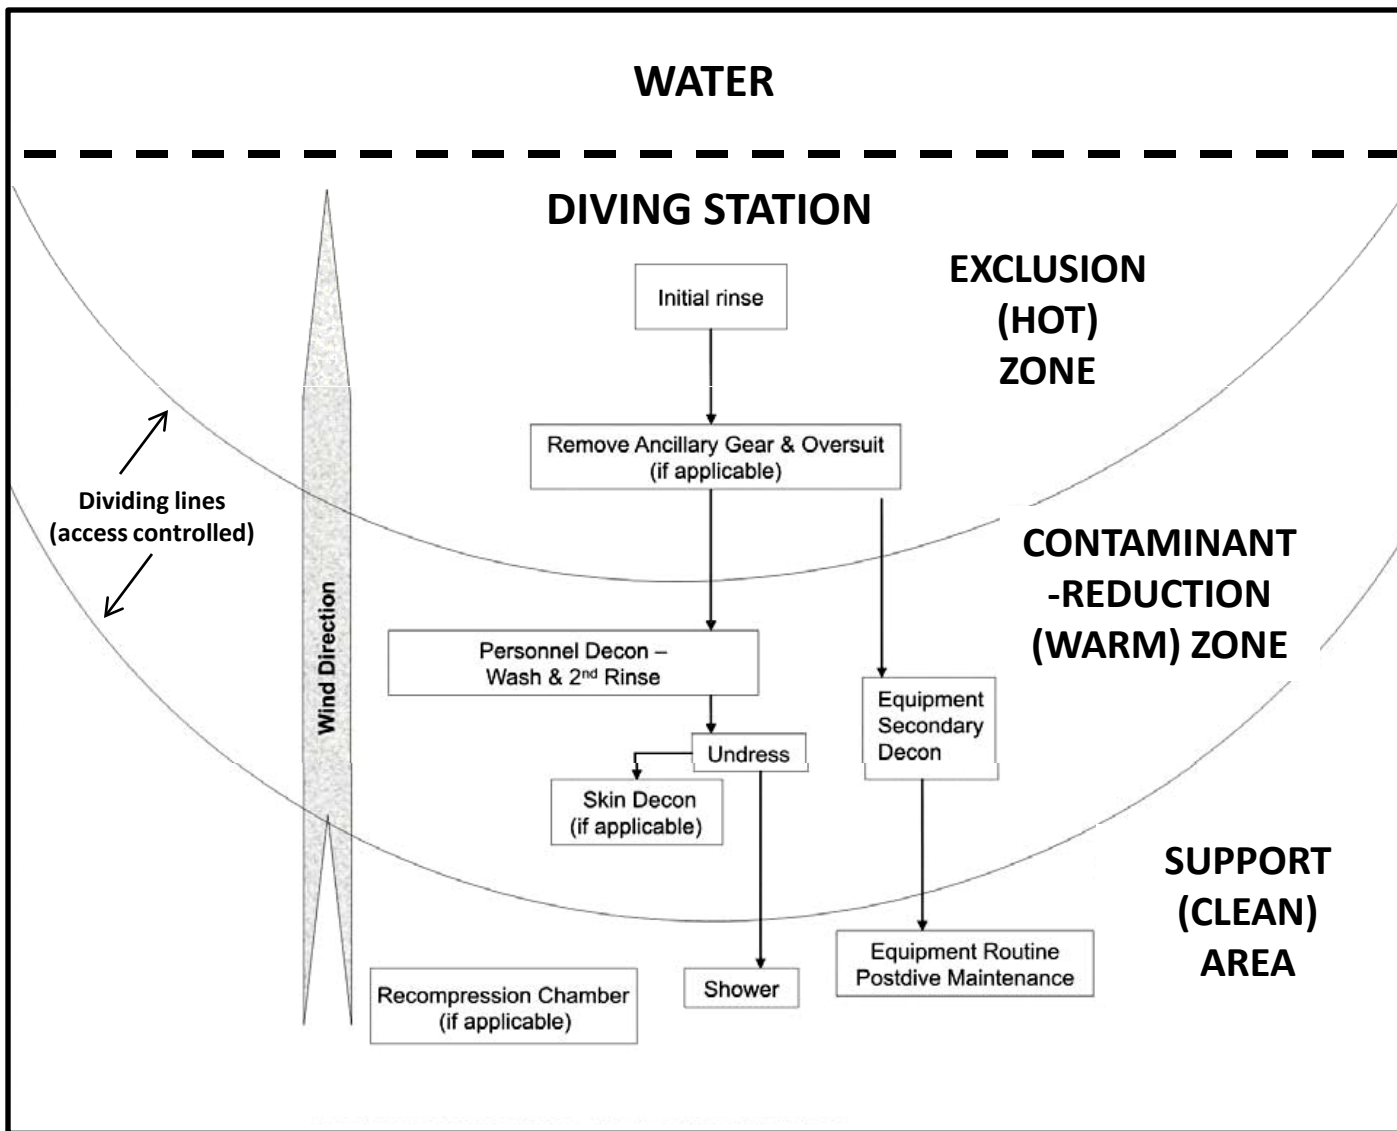 WATER
DIVING STATION
EXCLUSION
(HOT)
ZONE
Initial rinse
Remove Ancillary Gear & Oversuit
(if applicable)
Dividing lines
(access controlled)
CONTAMINANT
-REDUCTION
(WARM) ZONE
Wind Direction
Personnel Decon –
Wash & 2nd Rinse
Equipment
Secondary
Decon
Undress
Skin Decon
(if applicable)
SUPPORT
(CLEAN)
AREA
Equipment Routine
Postdive Maintenance
Recompression Chamber
(if applicable)
Shower